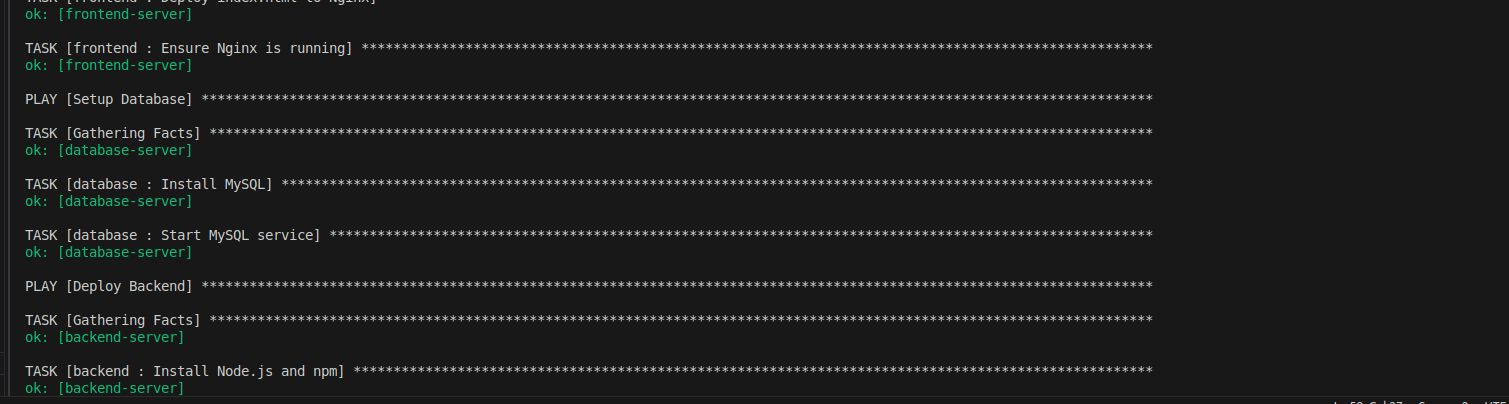 TASK [frontend : Deploy index.html to Nginx]
ok: [frontend-server]
TASK [frontend : Ensure Nginx is running] ***************************************************************************************************
ok: [frontend-server]
PLAY [Setup Database] ***********************************************************************************************************************
TASK [Gathering Facts] **********************************************************************************************************************
ok: [database-server]
TASK [database : Install MySQL] *************************************************************************************************************
ok: [database-server]
TASK [database : Start MySQL service] *******************************************************************************************************
ok: [database-server]
PLAY [Deploy Backend] ***********************************************************************************************************************
TASK [Gathering Facts] **********************************************************************************************************************
ok: [backend-server]
TASK [backend : Install Node.js and npm] ****************************************************************************************************
ok: [backend-server]